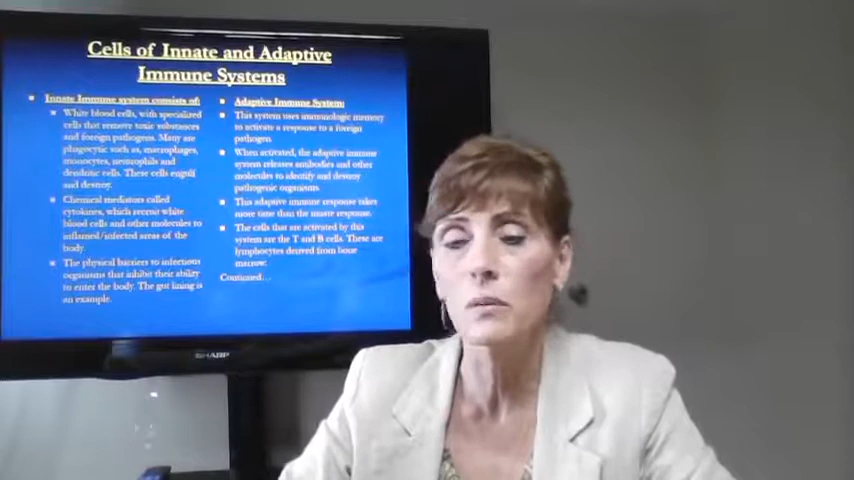 Cells of Innate and Adaptive
Immune Systems
Innate Immune system consists of:
White blood cells, with specialized
cells that remove toxic substances
and foreign pathogens. Many are
phagocytic such as, macrophages,
monocytes, neutrophils and
dendritic cells. These cells engulf
and destroy.
Chemical mediators called
cytokines, which recruit white
blood cells and other molecules to
inflamed/infected areas of the
body.
The physical barriers to infectious
organisms that inhibit their ability
to enter the body. The gut lining is
an example.
Adaptive Immune System:
This system uses immunologic memory
to activate a response to a foreign
pathogen.
When activated, the adaptive immune
system releases antibodies and other
molecules to identify and destroy
pathogenic organisms.
This adaptive immune response takes
more time than the innate response.
The cells that are activated by this
system are the T and B cells. These are
lymphocytes derived from bone
marrow.
Continued…
SHARP